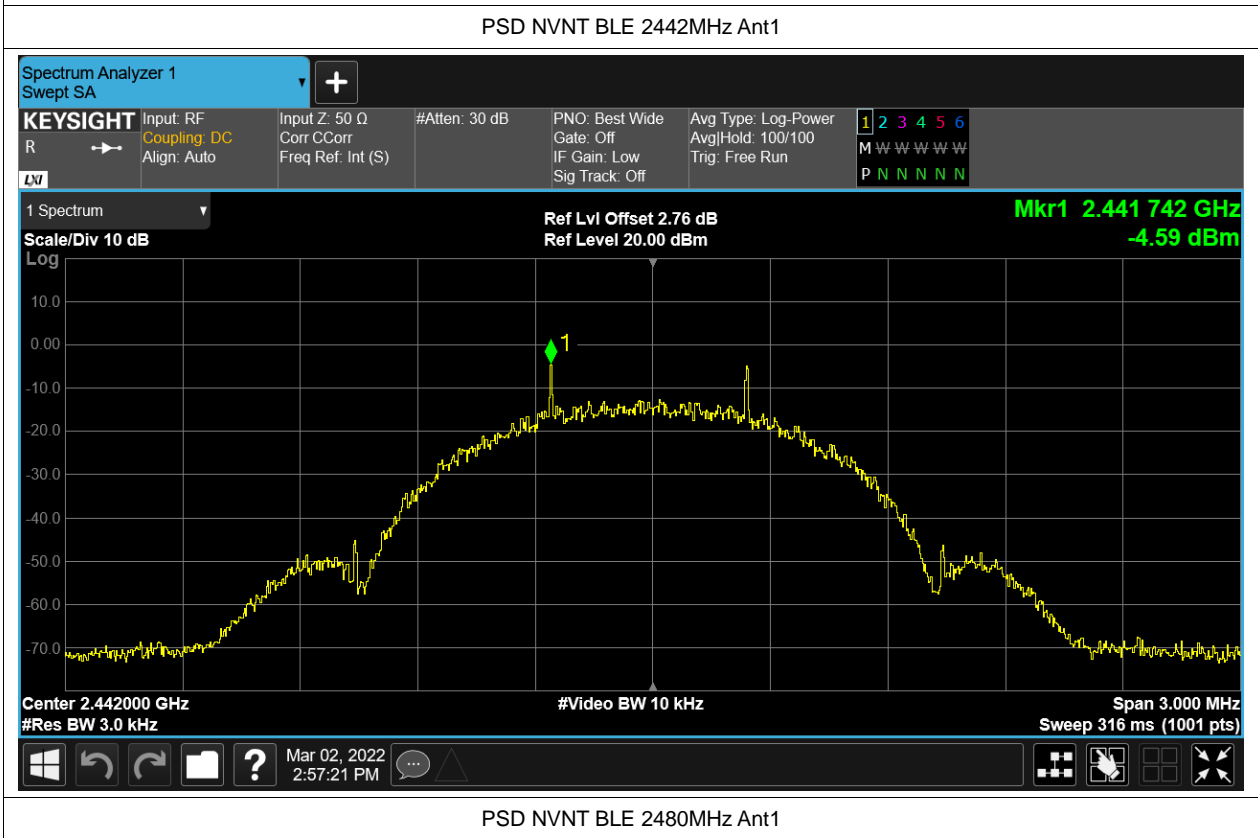 PSD NVNT BLE 2442MHz Ant1
Spectrum Analyzer 1
Swept SA
KEYSIGHT
R
LXI
Input: RF
Coupling: DC
Align: Auto
Input Z: 50 Ω
Corr CCorr
Freq Ref: Int (S)
#Atten: 30 dB
PNO: Best Wide
Gate: Off
IF Gain: Low
Sig Track: Off
Avg Type: Log-Power
Avg|Hold: 100/100
Trig: Free Run
1 2 3 4 5 6
M W W W W W
P N N N N N
1 Spectrum
Scale/Div 10 dB
Log
Ref Lvl Offset 2.76 dB
Ref Level 20.00 dBm
Mkr1 2.441 742 GHz
-4.59 dBm
10.0
0.00
-10.0
-20.0
-30.0
-40.0
-50.0
-60.0
-70.0
1
Center 2.442000 GHz
#Res BW 3.0 kHz
#Video BW 10 kHz
Span 3.000 MHz
Sweep 316 ms (1001 pts)
?
Mar 02, 2022
2:57:21 PM
PSD NVNT BLE 2480MHz Ant1